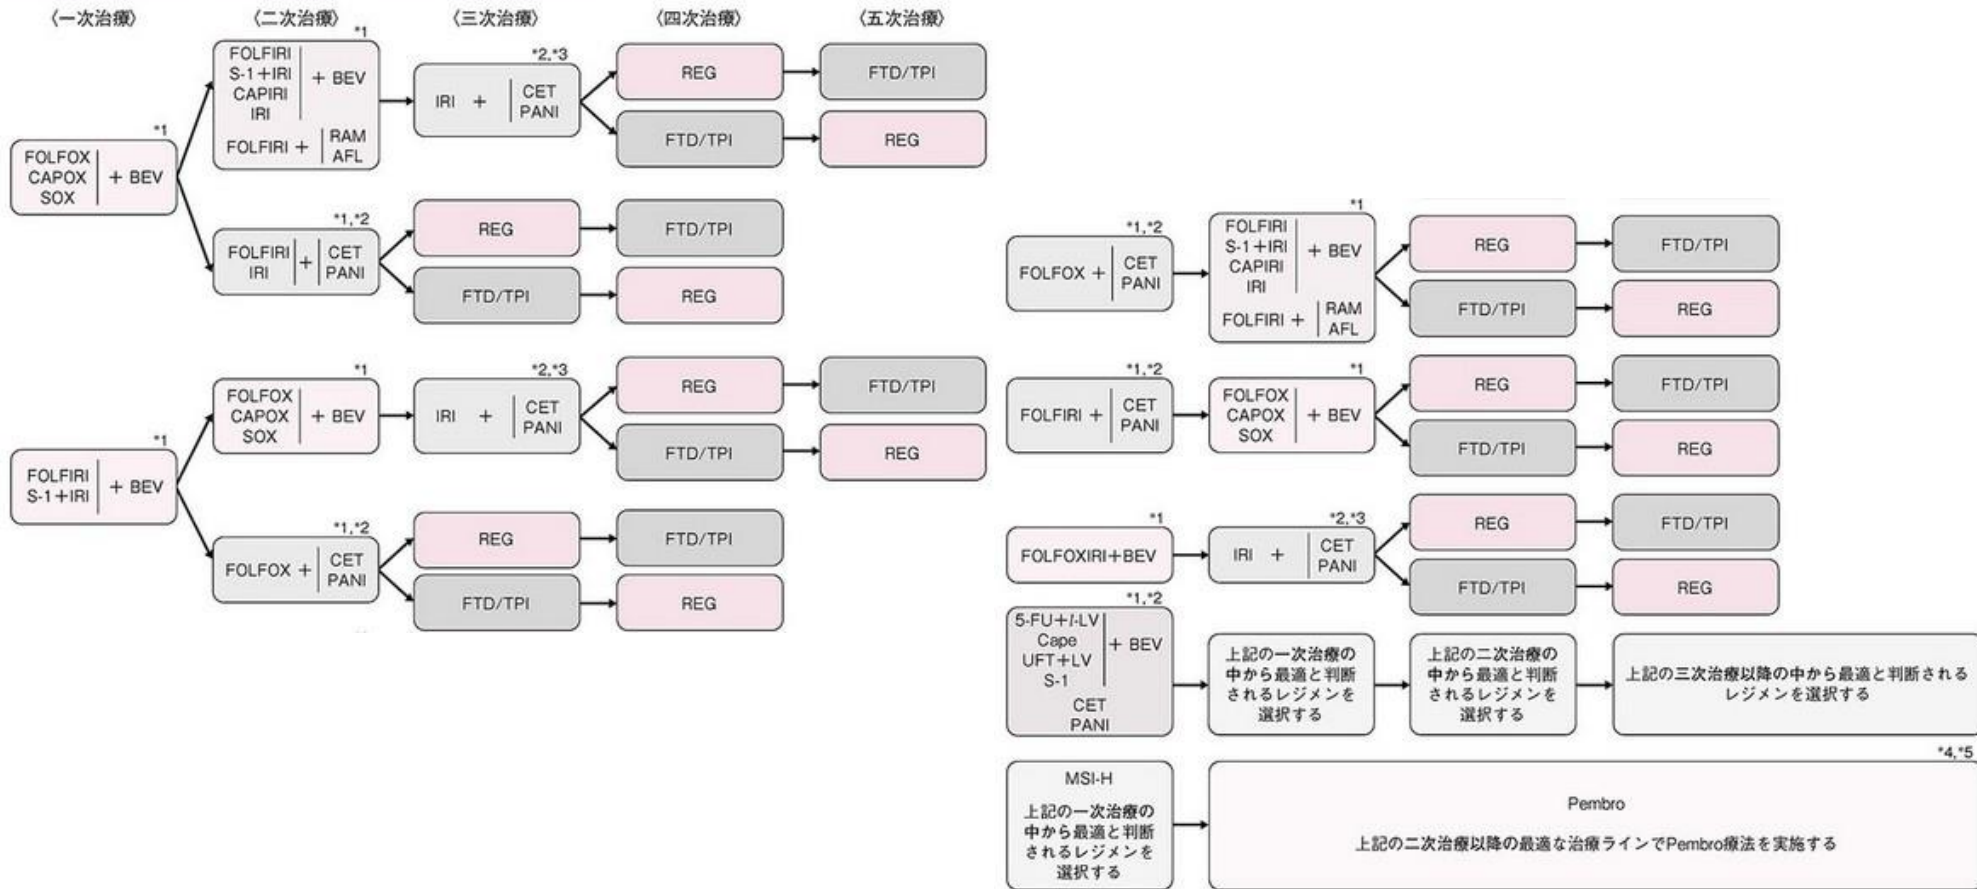 〈一次治療〉
〈二次治療〉
〈三次治療〉
〈四次治療〉
〈五次治療〉
*1
FOLFOX
CAPOX
SOX
+ BEV
*1
FOLFIRI
S-1+IRI
CAPIRI
IRI
+ BEV
FOLFIRI +
RAM
AFL
*2,*3
IRI +
CET
PANI
REG
FTD/TPI
FTD/TPI
REG
*1,*2
FOLFIRI
IRI
+
CET
PANI
REG
FTD/TPI
FTD/TPI
REG
*1
FOLFIRI
S-1+IRI
+ BEV
*1
FOLFOX
CAPOX
SOX
+ BEV
*2,*3
IRI +
CET
PANI
REG
FTD/TPI
FTD/TPI
REG
*1,*2
FOLFOX +
CET
PANI
REG
FTD/TPI
FTD/TPI
REG
*1,*2
FOLFOX +
CET
PANI
*1
FOLFIRI
S-1+IRI
CAPIRI
IRI
+ BEV
FOLFIRI +
RAM
AFL
REG
FTD/TPI
FTD/TPI
REG
*1,*2
FOLFIRI +
CET
PANI
*1
FOLFOX
CAPOX
SOX
+ BEV
REG
FTD/TPI
FTD/TPI
REG
*1
FOLFOXIRI+BEV
*2,*3
IRI +
CET
PANI
REG
FTD/TPI
FTD/TPI
REG
*1,*2
5-FU+l-LV
Cape
UFT+LV
S-1
+ BEV
CET
PANI
上記の一次治療の
中から最適と判断
されるレジメンを
選択する
上記の二次治療の
中から最適と判断
されるレジメンを
選択する
上記の三次治療以降の中から最適と判断される
レジメンを選択する
MSI-H
上記の一次治療の
中から最適と判断
されるレジメンを
選択する
*4,*5
Pembro
上記の二次治療以降の最適な治療ラインでPembro療法を実施する